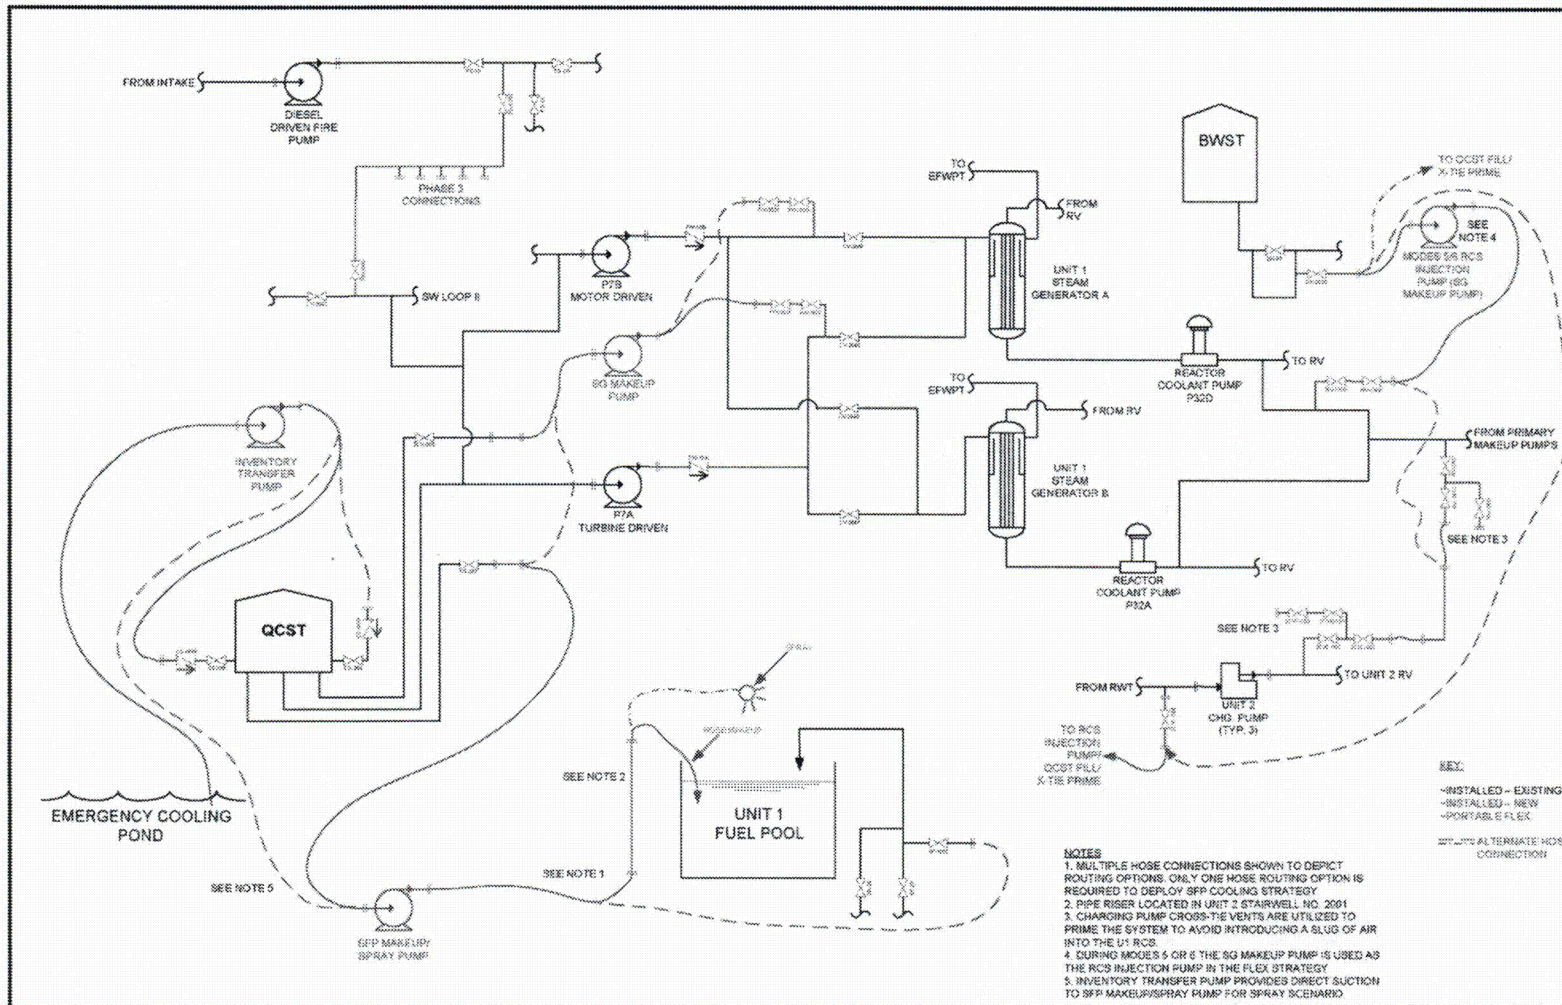 FROM INTAKE
DIESEL
DRIVEN FIRE
PUMP
PHASE 3
CONNECTIONS
SW LOOP II
P7B
MOTOR DRIVEN
SG MAKEUP
PUMP
P7A
TURBINE DRIVEN
INVENTORY
TRANSFER
PUMP
QCST
EMERGENCY COOLING
POND
SEE NOTE 5
SFP MAKEUP/
SPRAY PUMP
SEE NOTE 1
SEE NOTE 2
SPRAY
HOSE MAKEUP
UNIT 1
FUEL POOL
TO
EFWPT
FROM
RV
UNIT 1
STEAM
GENERATOR A
TO
EFWPT
FROM RV
UNIT 1
STEAM
GENERATOR B
REACTOR
COOLANT PUMP
P32D
TO RV
REACTOR
COOLANT PUMP
P32A
TO RV
BWST
TO QCST FILL/
X-TIE PRIME
SEE
NOTE 4
MODES 5/6 RCS
INJECTION
PUMP (SG
MAKEUP PUMP)
FROM PRIMARY
MAKEUP PUMPS
SEE NOTE 3
SEE NOTE 3
FROM RWT
UNIT 2
CHG. PUMP
(TYP. 3)
TO UNIT 2 RV
TO RCS
INJECTION
PUMP/
QCST FILL/
X-TIE PRIME
KEY:
~INSTALLED - EXISTING
~INSTALLED - NEW
~PORTABLE FLEX
ALTERNATE HOS
CONNECTION
NOTES
1. MULTIPLE HOSE CONNECTIONS SHOWN TO DEPICT
ROUTING OPTIONS. ONLY ONE HOSE ROUTING OPTION IS
REQUIRED TO DEPLOY SFP COOLING STRATEGY
2. PIPE RISER LOCATED IN UNIT 2 STAIRWELL NO. 2001
3. CHARGING PUMP CROSS-TIE VENTS ARE UTILIZED TO
PRIME THE SYSTEM TO AVOID INTRODUCING A SLUG OF AIR
INTO THE U1 RCS.
4. DURING MODES 5 OR 6 THE SG MAKEUP PUMP IS USED AS
THE RCS INJECTION PUMP IN THE FLEX STRATEGY
5. INVENTORY TRANSFER PUMP PROVIDES DIRECT SUCTION
TO SFP MAKEUP/SPRAY PUMP FOR SPRAY SCENARIO